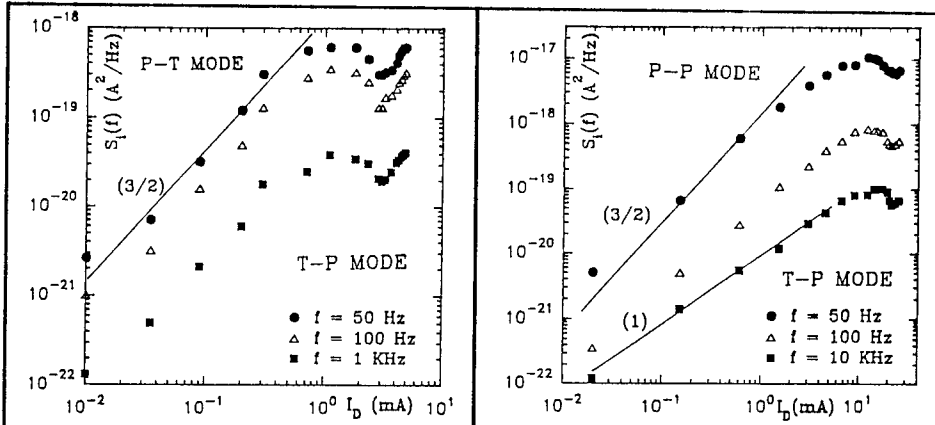 10^-18
10^-19
10^-20
10^-21
10^-22
S_i(f) (A^2/Hz)
P-T MODE
(3/2)
T-P MODE
● f = 50 Hz
△ f = 100 Hz
■ f = 1 KHz
10^-2 10^-1 10^0 I_D (mA) 10^1
10^-17
10^-18
10^-19
10^-20
10^-21
10^-22
S_i(f) (A^2/Hz)
P-P MODE
(3/2)
(1)
T-P MODE
● f = 50 Hz
△ f = 100 Hz
■ f = 10 KHz
10^-2 10^0 I_D (mA) 10^1